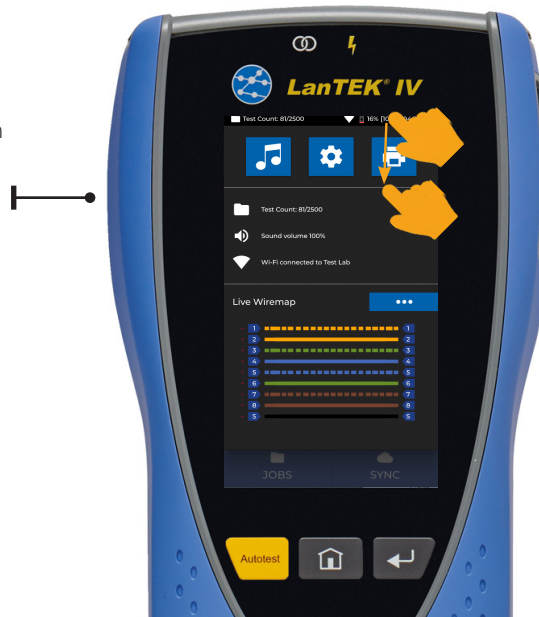 LanTEK® IV
Test Count: 81/2500
16%
Test Count: 81/2500
Sound volume 100%
Wi-Fi connected to Test Lab
Live Wiremap
1 1
2 2
3 3
4 4
5 5
6 6
7 7
8 8
S S
JOBS SYNC
Autotest